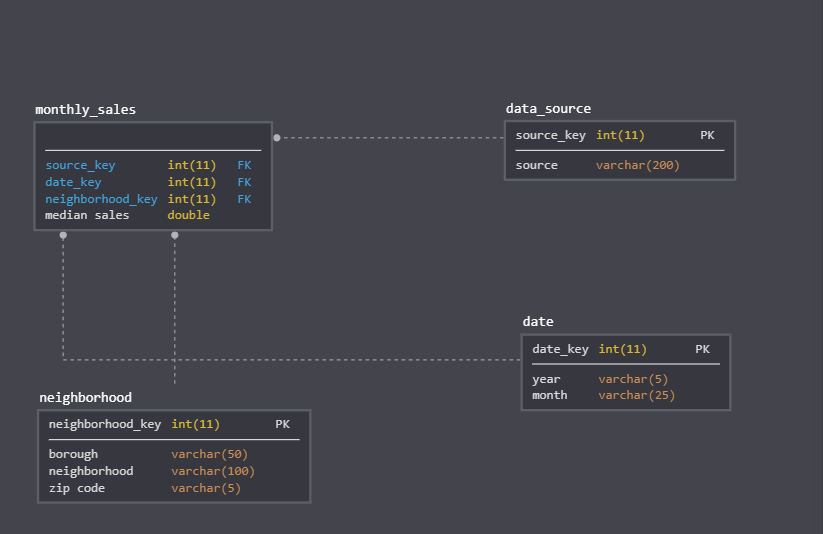 monthly_sales
source_key int(11) FK
date_key int(11) FK
neighborhood_key int(11) FK
median sales double
data_source
source_key int(11) PK
source varchar(200)
date
date_key int(11) PK
year varchar(5)
month varchar(25)
neighborhood
neighborhood_key int(11) PK
borough varchar(50)
neighborhood varchar(100)
zip code varchar(5)